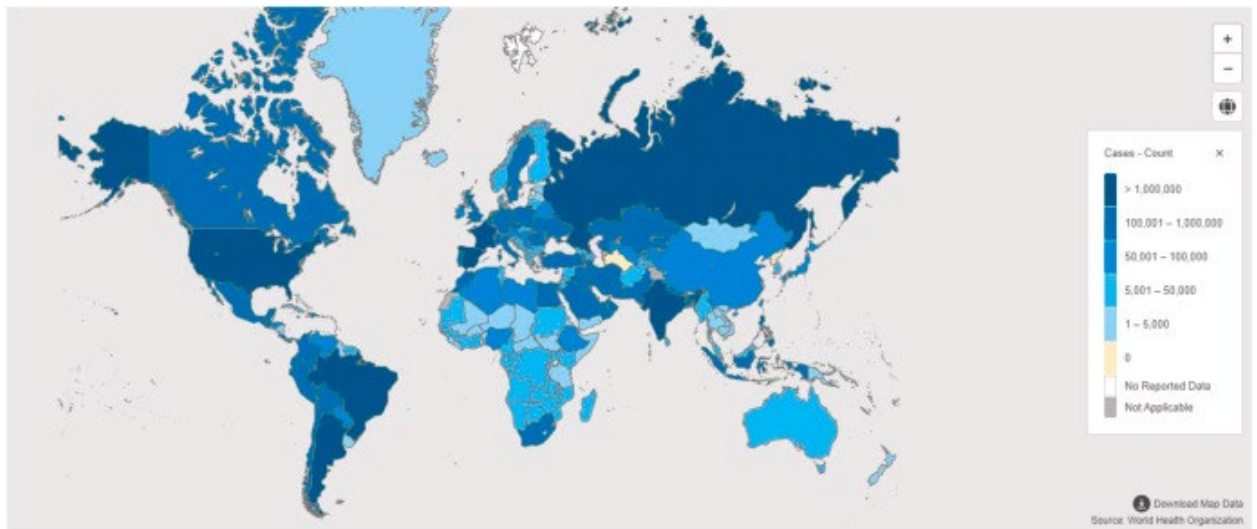 +
−
Cases - Count ×
> 1,000,000
100,001 – 1,000,000
50,001 – 100,000
5,001 – 50,000
1 – 5,000
0
No Reported Data
Not Applicable
Download Map Data
Source: World Health Organization